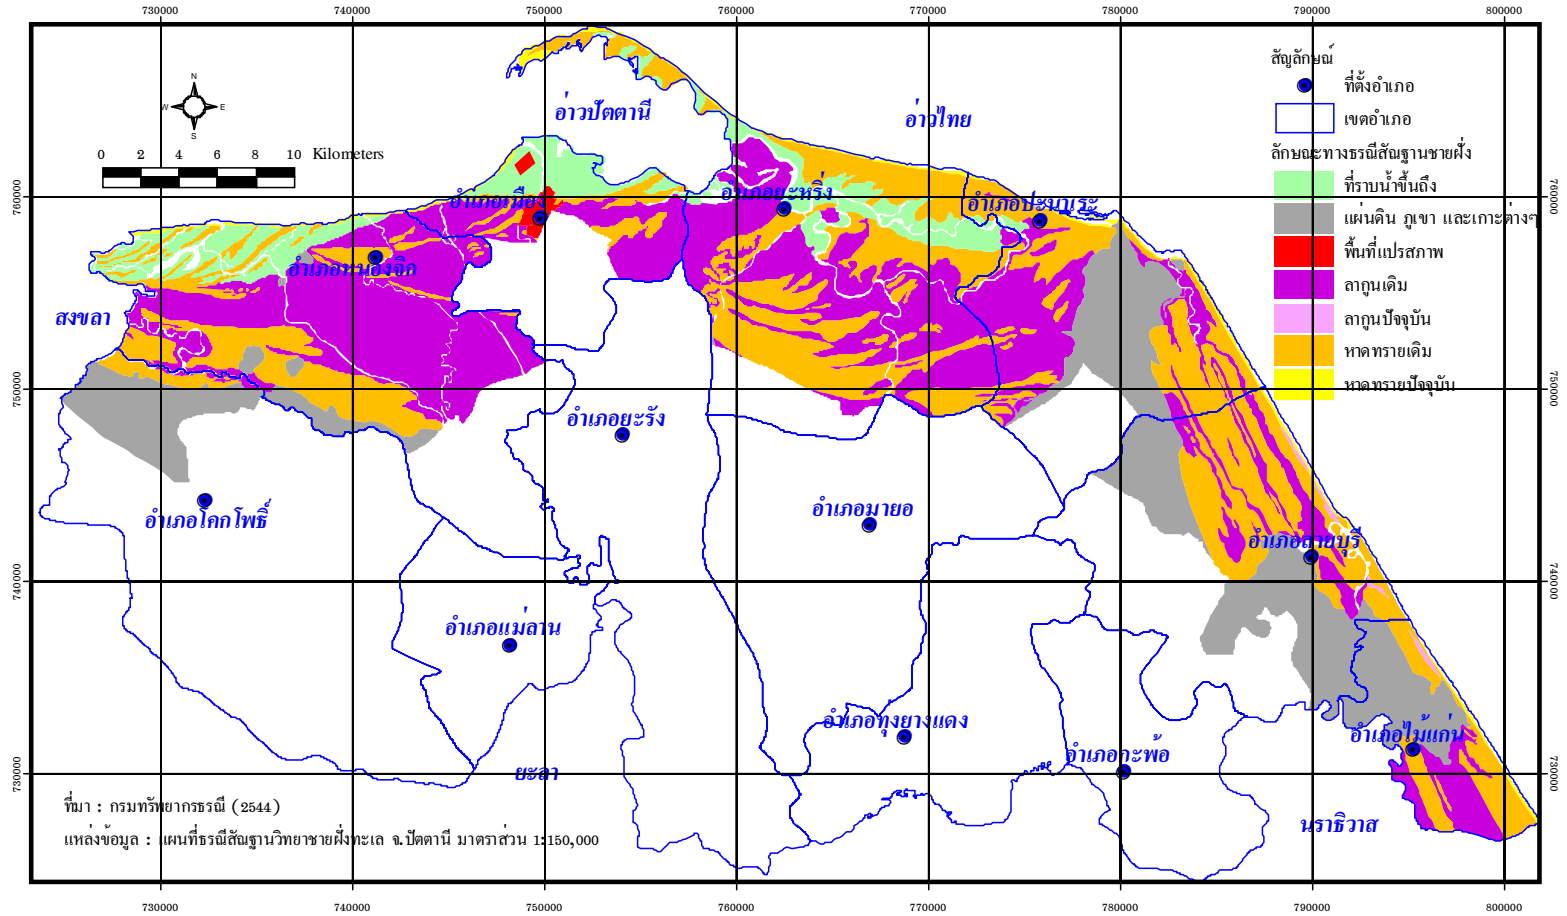 730000 740000 750000 760000 770000 780000 790000 800000
N
W E
S
0 2 4 6 8 10 Kilometers
อ่าวปัตตานี
อ่าวไทย
สัญลักษณ์
ที่ตั้งอำเภอ
เขตอำเภอ
ลักษณะทางธรณีสัณฐานชายฝั่ง
ที่ราบน้ำขึ้นถึง
แผ่นดิน ภูเขา และเกาะต่างๆ
พื้นที่แปรสภาพ
ลากูนเดิม
ลากูนปัจจุบัน
หาดทรายเดิม
หาดทรายปัจจุบัน
760000 760000
อำเภอเมือง
อำเภอยะหริ่ง
อำเภอปะนาเระ
อำเภอหนองจิก
สงขลา
750000 750000
อำเภอยะรัง
อำเภอโคกโพธิ์
อำเภอมายอ
อำเภอสายบุรี
740000 740000
อำเภอแม่ลาน
อำเภอทุ่งยางแดง
อำเภอไม้แก่น
อำเภอกะพ้อ
730000 730000
ยะลา
นราธิวาส
ที่มา : กรมทรัพยากรธรณี (2544)
แหล่งข้อมูล : แผนที่ธรณีสัณฐานวิทยาชายฝั่งทะเล จ.ปัตตานี มาตราส่วน 1:150,000
730000 740000 750000 760000 770000 780000 790000 800000